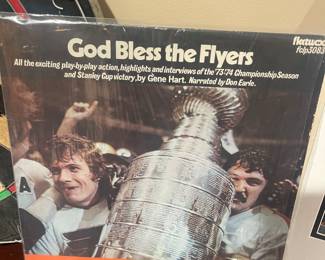 God Bless the Flyers
fclp3083
All the exciting play-by-play action, highlights and interviews of the '73-'74 Championship Season
and Stanley Cup victory, by Gene Hart. Narrated by Don Earle.
A